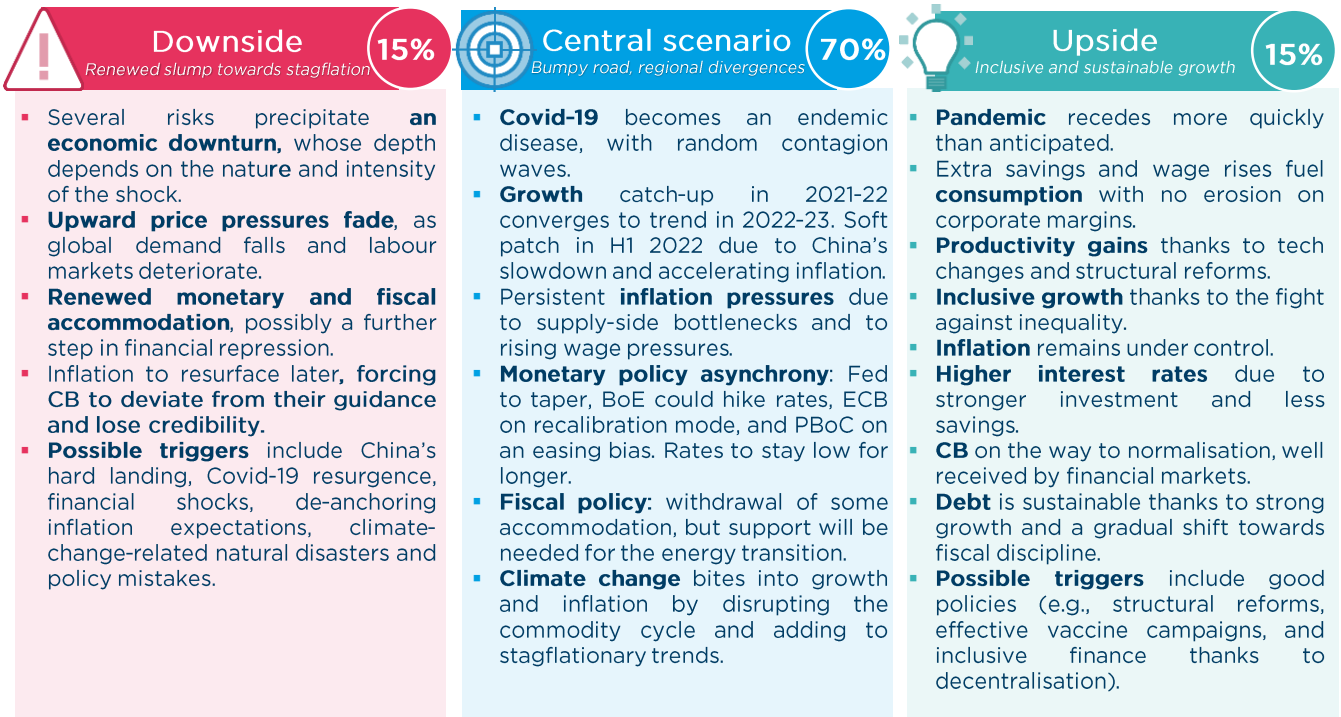 Downside
Renewed slump towards stagflation
15%
Several risks precipitate an
economic downturn, whose depth
depends on the nature and intensity
of the shock.
Upward price pressures fade, as
global demand falls and labour
markets deteriorate.
Renewed monetary and fiscal
accommodation, possibly a further
step in financial repression.
Inflation to resurface later, forcing
CB to deviate from their guidance
and lose credibility.
Possible triggers include China's
hard landing, Covid-19 resurgence,
financial shocks, de-anchoring
inflation expectations, climate-
change-related natural disasters and
policy mistakes.
Central scenario
Bumpy road, regional divergences
70%
Covid-19 becomes an endemic
disease, with random contagion
waves.
Growth catch-up in 2021-22
converges to trend in 2022-23. Soft
patch in H1 2022 due to China's
slowdown and accelerating inflation.
Persistent inflation pressures due
to supply-side bottlenecks and to
rising wage pressures.
Monetary policy asynchrony: Fed
to taper, BoE could hike rates, ECB
on recalibration mode, and PBoC on
an easing bias. Rates to stay low for
longer.
Fiscal policy: withdrawal of some
accommodation, but support will be
needed for the energy transition.
Climate change bites into growth
and inflation by disrupting the
commodity cycle and adding to
stagflationary trends.
Upside
Inclusive and sustainable growth
15%
Pandemic recedes more quickly
than anticipated.
Extra savings and wage rises fuel
consumption with no erosion on
corporate margins.
Productivity gains thanks to tech
changes and structural reforms.
Inclusive growth thanks to the fight
against inequality.
Inflation remains under control.
Higher interest rates due to
stronger investment and less
savings.
CB on the way to normalisation, well
received by financial markets.
Debt is sustainable thanks to strong
growth and a gradual shift towards
fiscal discipline.
Possible triggers include good
policies (e.g., structural reforms,
effective vaccine campaigns, and
inclusive finance thanks to
decentralisation).